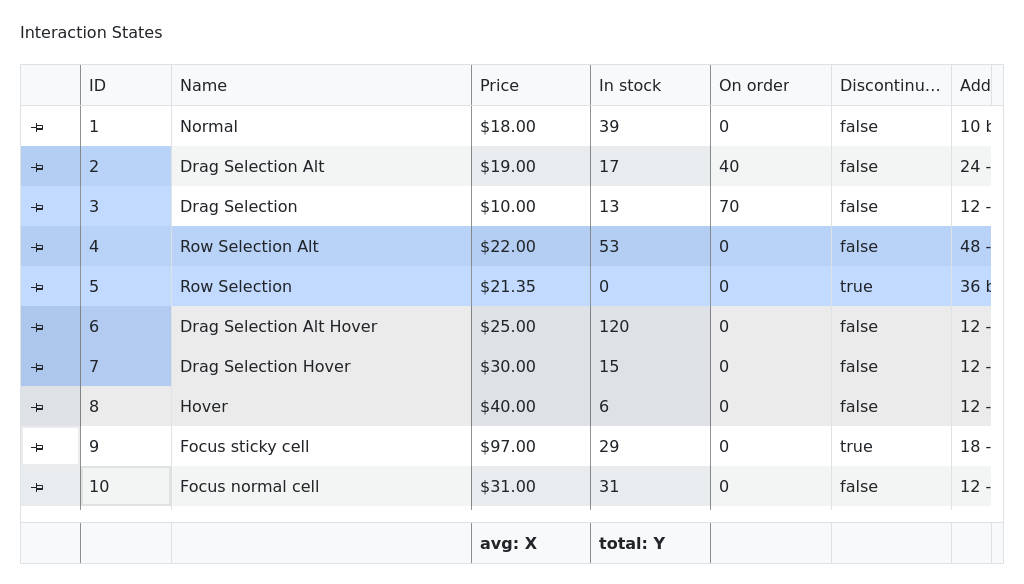 Interaction States
ID Name Price In stock On order Discontinu... Add
1 Normal $18.00 39 0 false 10 b
2 Drag Selection Alt $19.00 17 40 false 24 -
3 Drag Selection $10.00 13 70 false 12 -
4 Row Selection Alt $22.00 53 0 false 48 -
5 Row Selection $21.35 0 0 true 36 b
6 Drag Selection Alt Hover $25.00 120 0 false 12 -
7 Drag Selection Hover $30.00 15 0 false 12 -
8 Hover $40.00 6 0 false 12 -
9 Focus sticky cell $97.00 29 0 true 18 -
10 Focus normal cell $31.00 31 0 false 12 -
avg: X total: Y